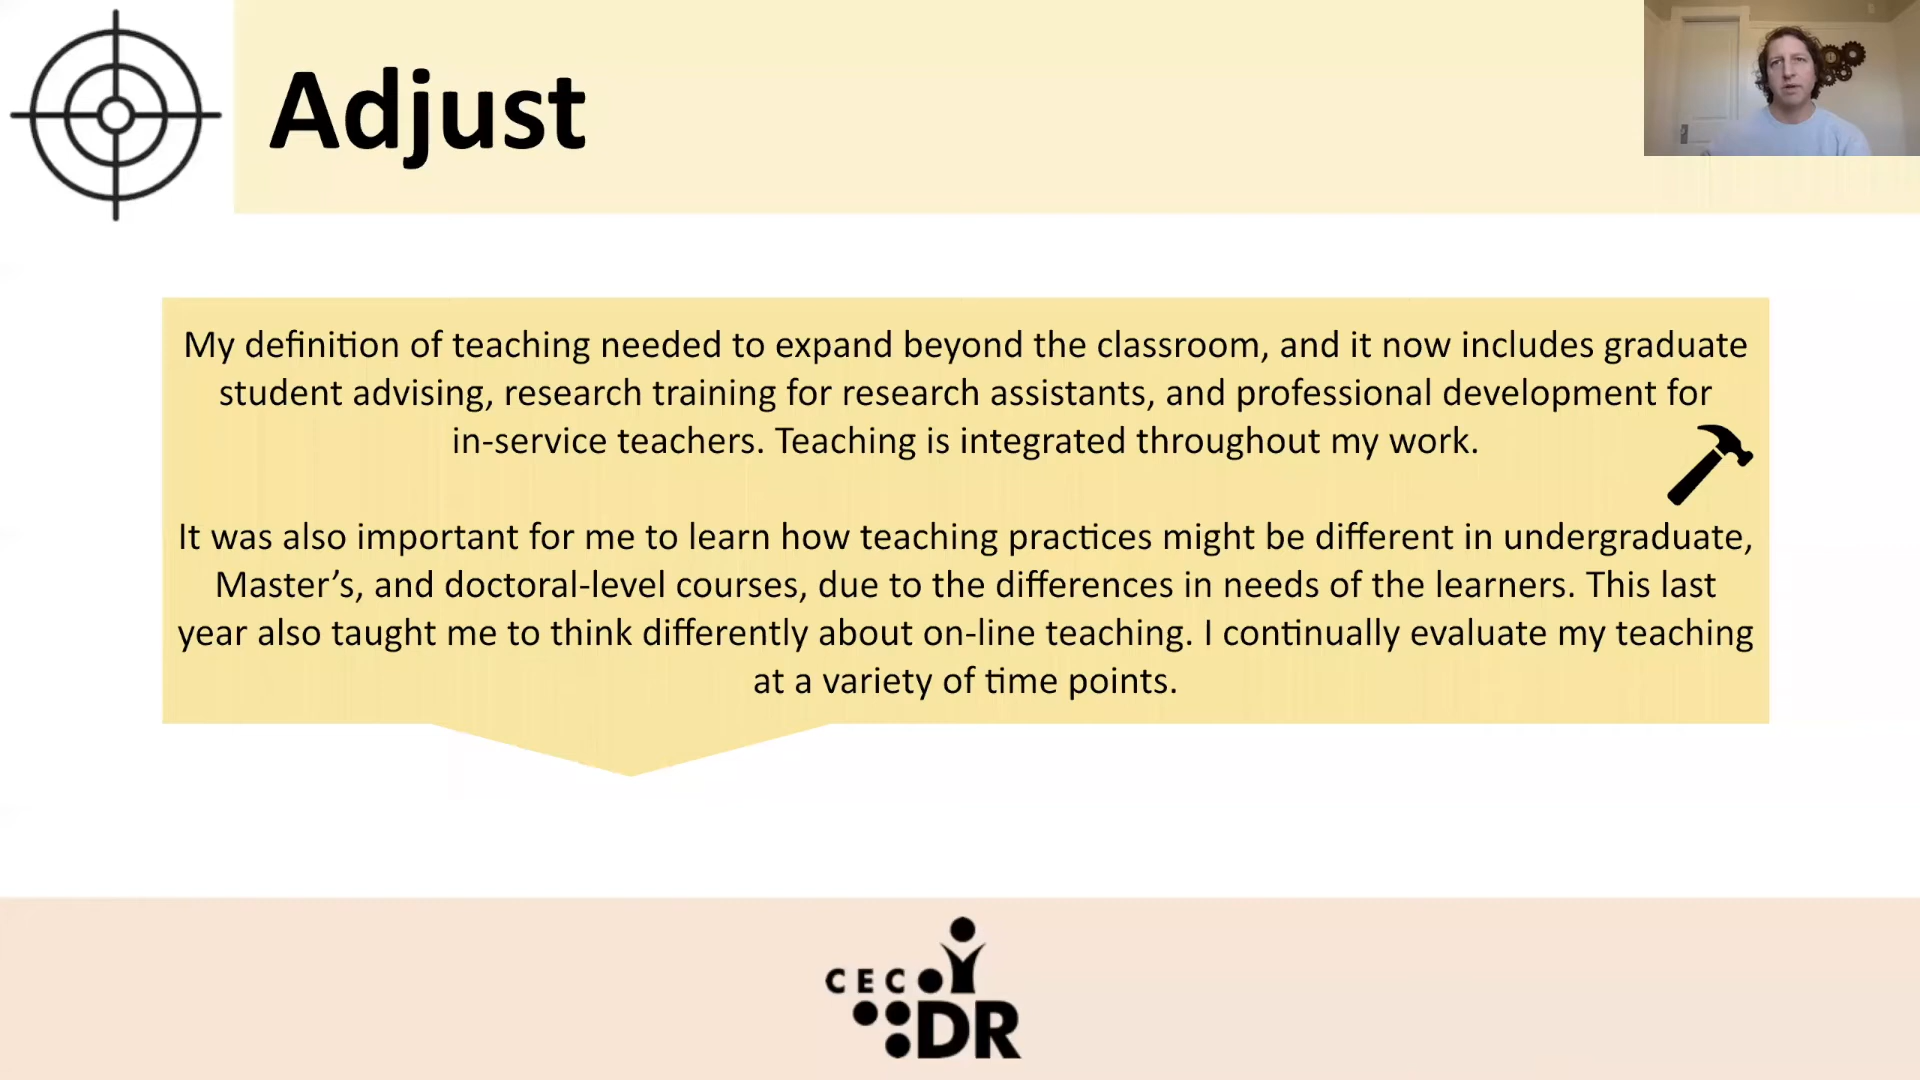 Adjust
My definition of teaching needed to expand beyond the classroom, and it now includes graduate
student advising, research training for research assistants, and professional development for
in-service teachers. Teaching is integrated throughout my work.
It was also important for me to learn how teaching practices might be different in undergraduate,
Master’s, and doctoral-level courses, due to the differences in needs of the learners. This last
year also taught me to think differently about on-line teaching. I continually evaluate my teaching
at a variety of time points.
CEC
DR